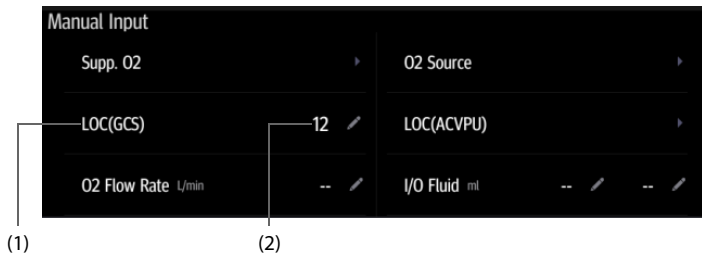 Manual Input
Supp. O2 O2 Source
LOC(GCS) 12 LOC(ACVPU)
O2 Flow Rate L/min -- I/O Fluid ml -- --
(1) (2)